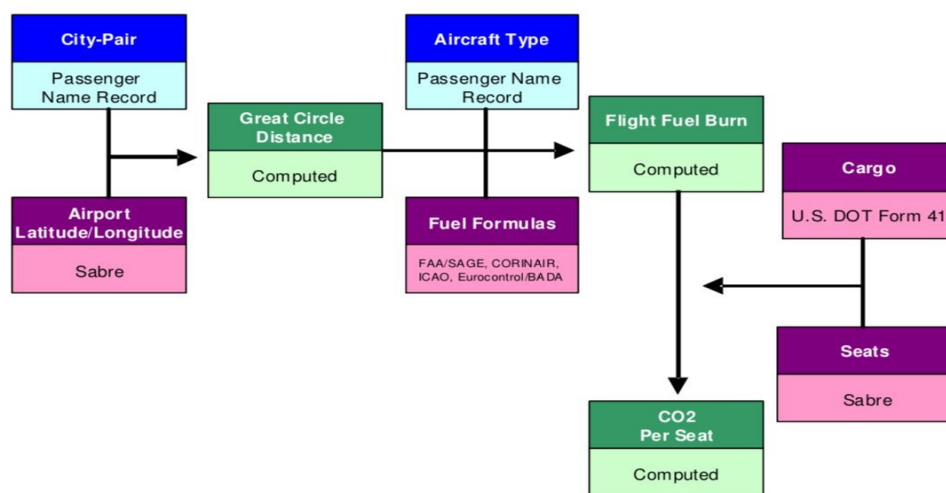 City-Pair
Passenger
Name Record
Aircraft Type
Passenger Name
Record
Great Circle
Distance
Computed
Flight Fuel Burn
Computed
Cargo
U.S. DOT Form 41
Airport
Latitude/Longitude
Sabre
Fuel Formulas
FAA/SAGE, CORINAIR,
ICAO, Eurocontrol/BADA
Seats
Sabre
CO2
Per Seat
Computed